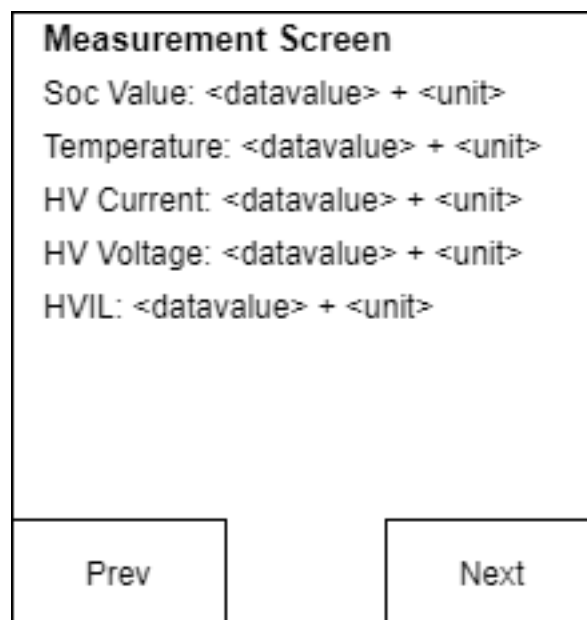 Measurement Screen
Soc Value: <datavalue> + <unit>
Temperature: <datavalue> + <unit>
HV Current: <datavalue> + <unit>
HV Voltage: <datavalue> + <unit>
HVIL: <datavalue> + <unit>
Prev
Next